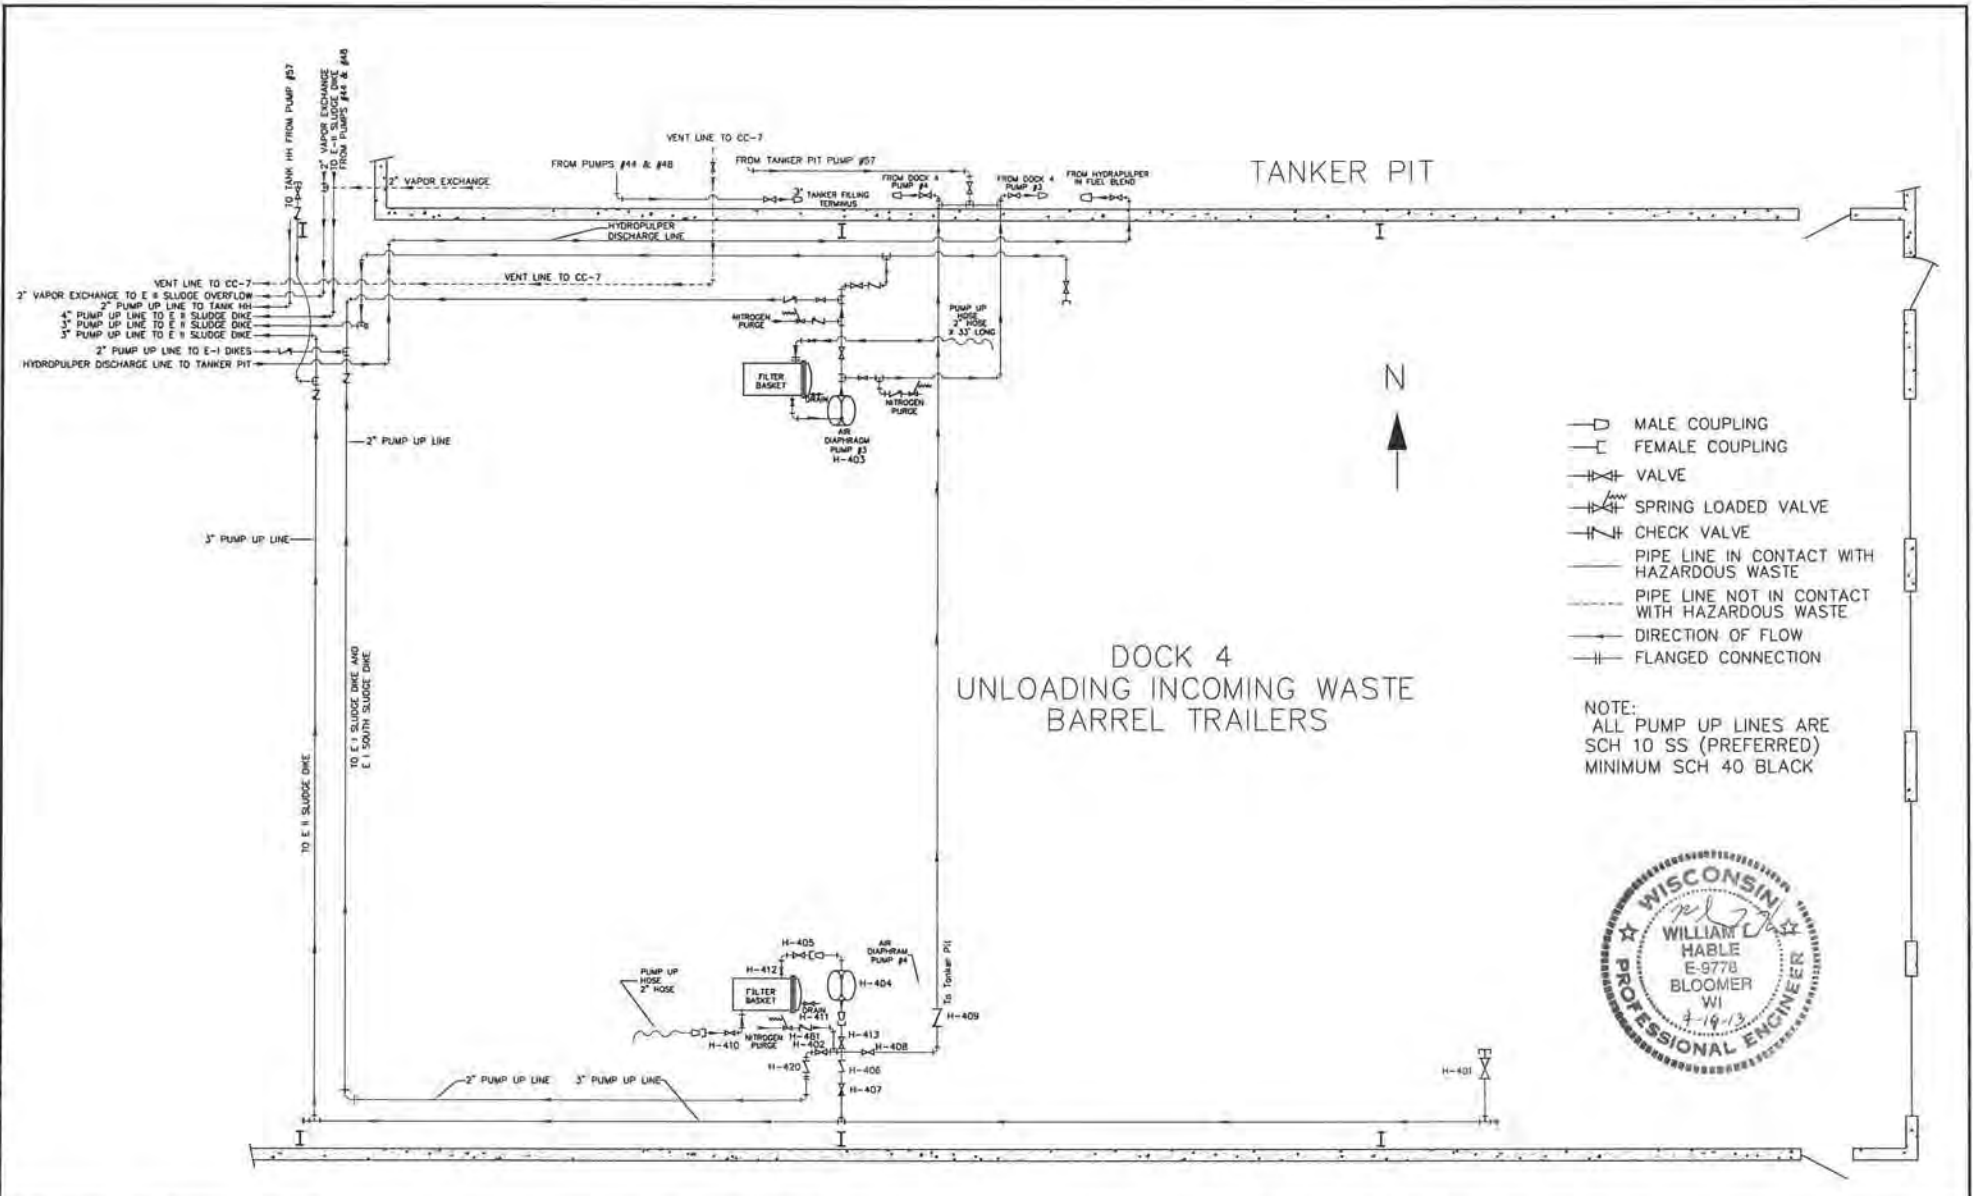 TO TANK HH FROM PUMP #57
2" VAPOR EXCHANGE
TO E-II SLUDGE DIKE
FROM PUMPS #44 & #48
2" VAPOR EXCHANGE
FROM PUMPS #44 & #48
VENT LINE TO CC-7
FROM TANKER PIT PUMP #57
3" TANKER FILLING
TERMINUS
FROM DOCK 4
PUMP #4
FROM DOCK 4
PUMP #3
FROM HYDRAPULPER
IN FUEL BLEND
TANKER PIT
HYDROPULPER
DISCHARGE LINE
VENT LINE TO CC-7
VENT LINE TO CC-7
2" VAPOR EXCHANGE TO E II SLUDGE OVERFLOW
2" PUMP UP LINE TO TANK HH
4" PUMP UP LINE TO E II SLUDGE DIKE
3" PUMP UP LINE TO E II SLUDGE DIKE
3" PUMP UP LINE TO E II SLUDGE DIKE
2" PUMP UP LINE TO E-I DIKES
HYDROPULPER DISCHARGE LINE TO TANKER PIT
NITROGEN
PURGE
PUMP UP
HOSE
2" HOSE
X 33' LONG
FILTER
BASKET
DRAIN
NITROGEN
PURGE
AIR
DIAPHRAGM
PUMP #3
H-403
2" PUMP UP LINE
3" PUMP UP LINE
N
MALE COUPLING
FEMALE COUPLING
VALVE
SPRING LOADED VALVE
CHECK VALVE
PIPE LINE IN CONTACT WITH
HAZARDOUS WASTE
PIPE LINE NOT IN CONTACT
WITH HAZARDOUS WASTE
DIRECTION OF FLOW
FLANGED CONNECTION
NOTE:
ALL PUMP UP LINES ARE
SCH 10 SS (PREFERRED)
MINIMUM SCH 40 BLACK
DOCK 4
UNLOADING INCOMING WASTE
BARREL TRAILERS
TO E I SLUDGE DIKE AND
E I SOUTH SLUDGE DIKE
TO E II SLUDGE DIKE
WISCONSIN
WILLIAM L
HABLE
E-9778
BLOOMER
WI
PROFESSIONAL ENGINEER
H-405
AIR
DIAPHRAM
PUMP #4
To Tanker Pit
PUMP UP
HOSE
2" HOSE
H-412
FILTER
BASKET
DRAIN
H-411
H-404
H-409
H-410
NITROGEN
PURGE
H-461
H-402
H-413
H-408
H-420
H-406
H-407
H-401
2" PUMP UP LINE
3" PUMP UP LINE